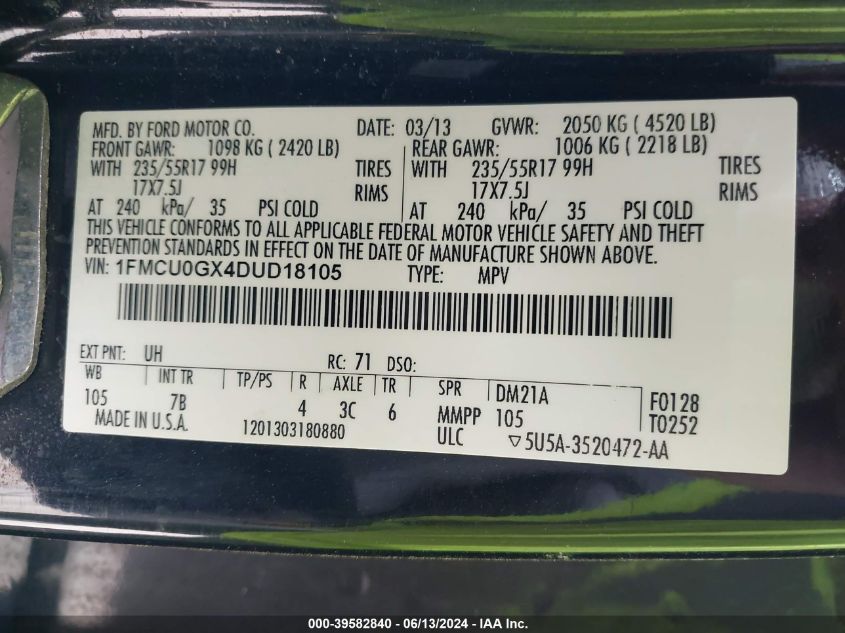 MFD. BY FORD MOTOR CO. DATE: 03/13 GVWR: 2050 KG ( 4520 LB)
FRONT GAWR: 1098 KG ( 2420 LB) REAR GAWR: 1006 KG ( 2218 LB)
WITH 235/55R17 99H TIRES WITH 235/55R17 99H TIRES
17X7.5J RIMS 17X7.5J RIMS
AT 240 kPa/ 35 PSI COLD AT 240 kPa/ 35 PSI COLD
THIS VEHICLE CONFORMS TO ALL APPLICABLE FEDERAL MOTOR VEHICLE SAFETY AND THEFT
PREVENTION STANDARDS IN EFFECT ON THE DATE OF MANUFACTURE SHOWN ABOVE.
VIN: 1FMCU0GX4DUD18105 TYPE: MPV
EXT PNT: UH RC: 71 DSO:
WB INT TR TP/PS R AXLE TR SPR DM21A F0128
105 7B 4 3C 6 MMPP 105 T0252
MADE IN U.S.A. 1201303180880 ULC ▽5U5A-3520472-AA
000-39582840 - 06/13/2024 - IAA Inc.